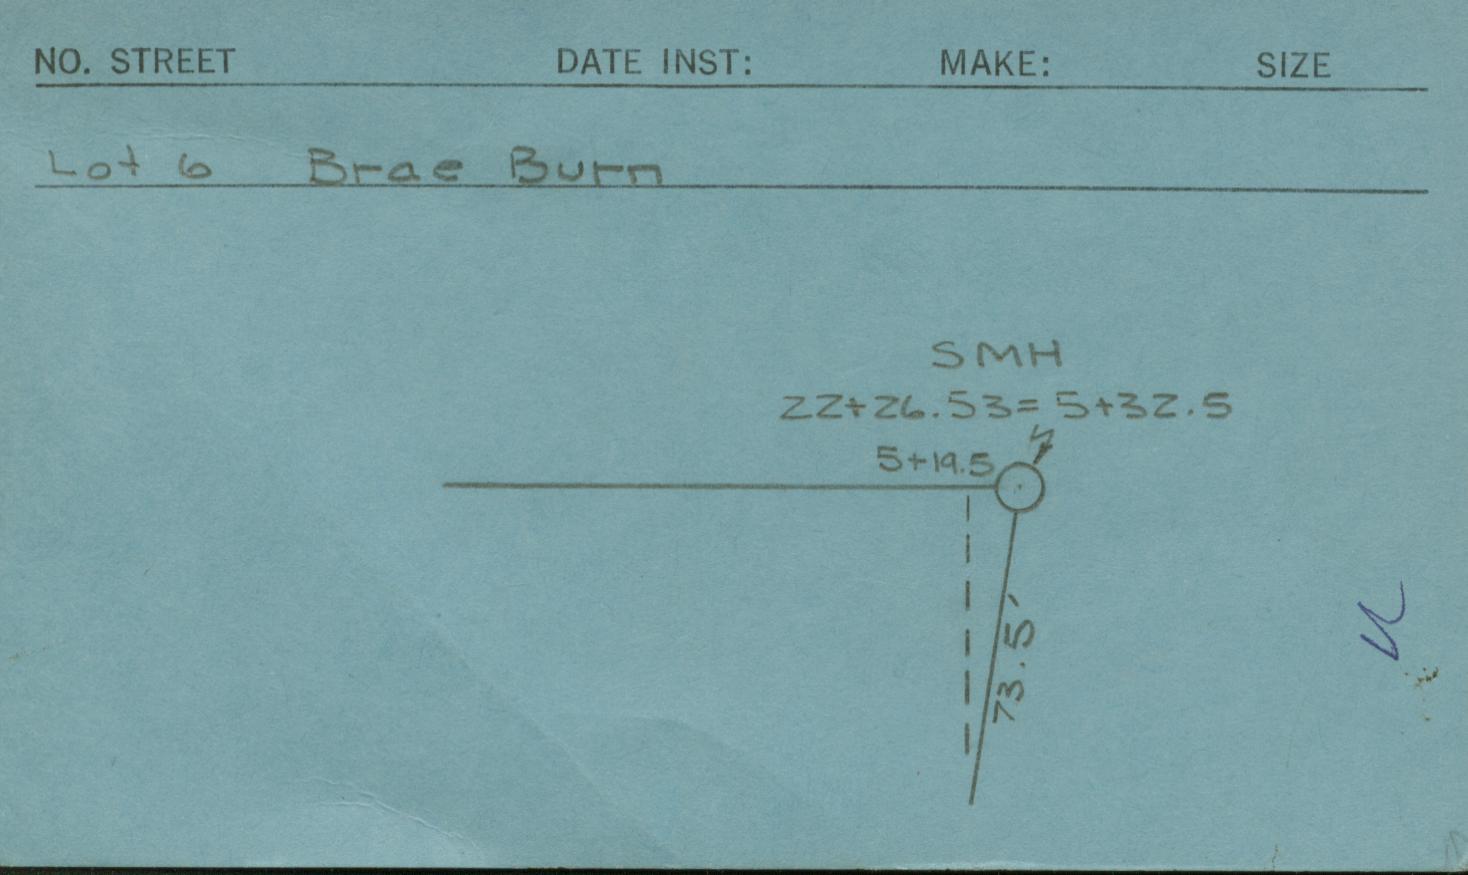 NO. STREET DATE INST: MAKE: SIZE
Lot 6 Brae Burn
SMH
22+26.53=5+32.5
5+19.5
73.5'